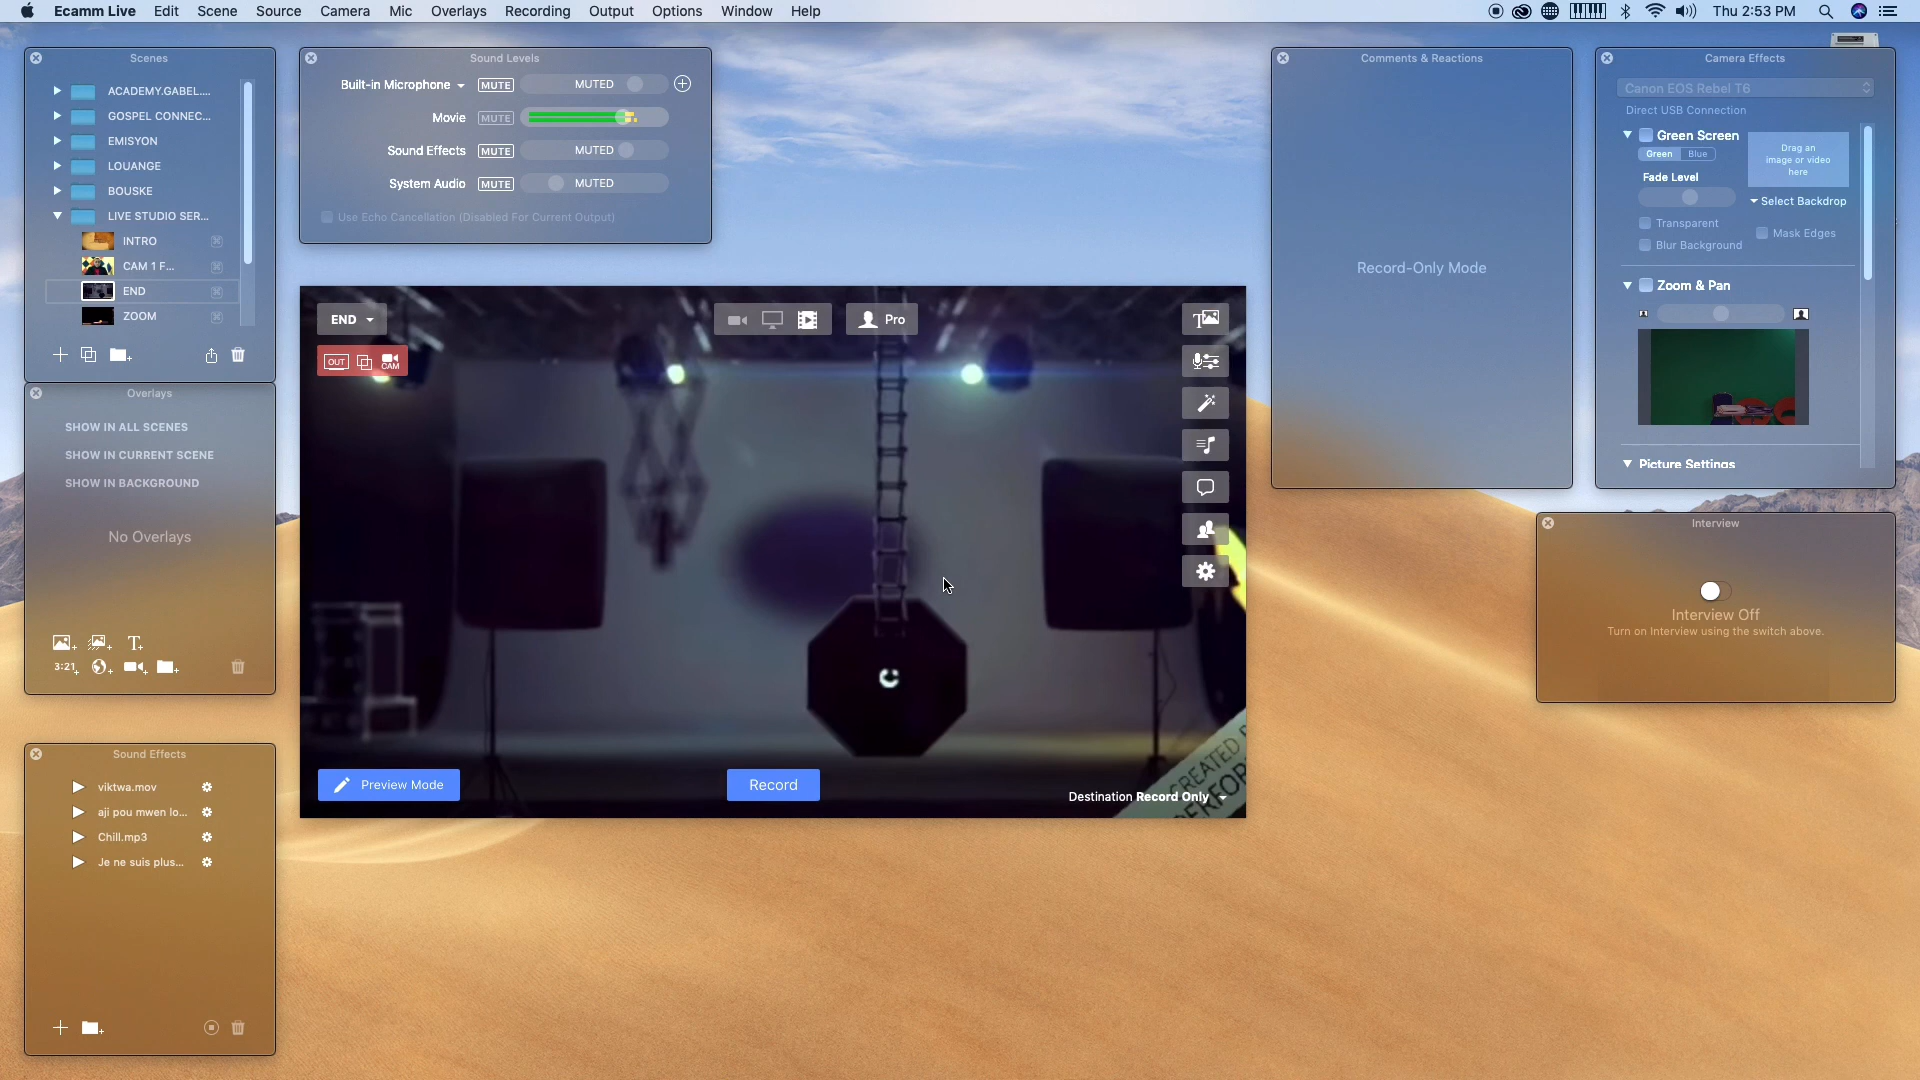 Ecamm Live Edit Scene Source Camera Mic Overlays Recording Output Options Window Help
Thu 2:53 PM
Scenes
ACADEMY.GABEL....
GOSPEL CONNEC...
EMISYON
LOUANGE
BOUSKE
LIVE STUDIO SER...
INTRO
CAM 1 F...
END
ZOOM
Overlays
SHOW IN ALL SCENES
SHOW IN CURRENT SCENE
SHOW IN BACKGROUND
No Overlays
T+
3:21+
Sound Effects
viktwa.mov
aji pou mwen lo...
Chill.mp3
Je ne suis plus...
Sound Levels
Built-in Microphone MUTE MUTED
Movie MUTE
Sound Effects MUTE MUTED
System Audio MUTE MUTED
Use Echo Cancellation (Disabled For Current Output)
END
Pro
T
OUT CAM
Preview Mode
Record
Destination Record Only
CREATED
Comments & Reactions
Record-Only Mode
Camera Effects
Canon EOS Rebel T6
Direct USB Connection
Green Screen
Green Blue
Drag an
image or video
here
Fade Level
Select Backdrop
Transparent
Mask Edges
Blur Background
Zoom & Pan
Picture Settings
Interview
Interview Off
Turn on Interview using the switch above.